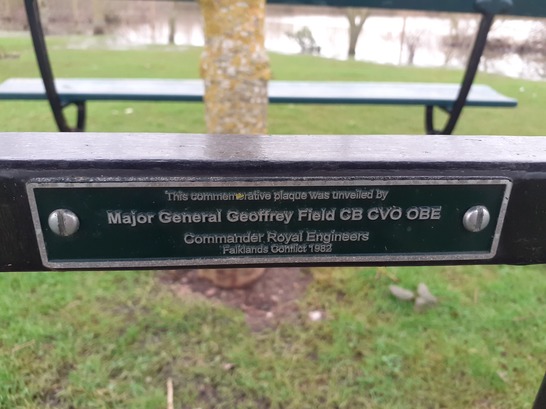 This commemorative plaque was unveiled by
Major General Geoffrey Field CB CVO OBE
Commander Royal Engineers
Falklands Conflict 1982